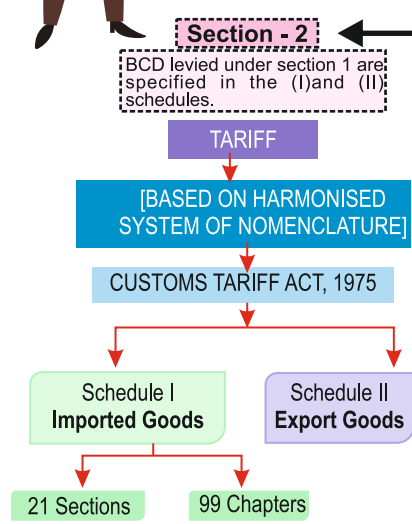 Section - 2
BCD levied under section 1 are
specified in the (I)and (II)
schedules.
TARIFF
[BASED ON HARMONISED
SYSTEM OF NOMENCLATURE]
CUSTOMS TARIFF ACT, 1975
Schedule I
Imported Goods
Schedule II
Export Goods
21 Sections
99 Chapters